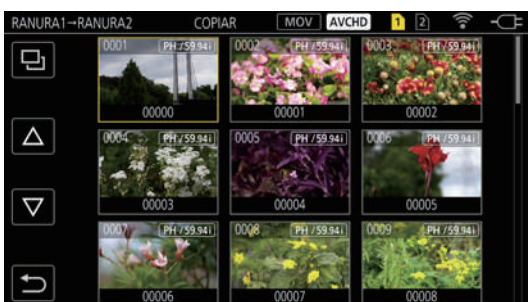 RANURA1→RANURA2 COPIAR MOV AVCHD 1 2
0001 PH / 59.94i 0002 PH / 59.94i 0003 PH / 59.94i
00000 00001 00002
0004 PH / 59.94i 0005 PH / 59.94i 0006 PH / 59.94i
00003 00004 00005
0007 PH / 59.94i 0008 PH / 59.94i 0009 PH / 59.94i
00006 00007 00008